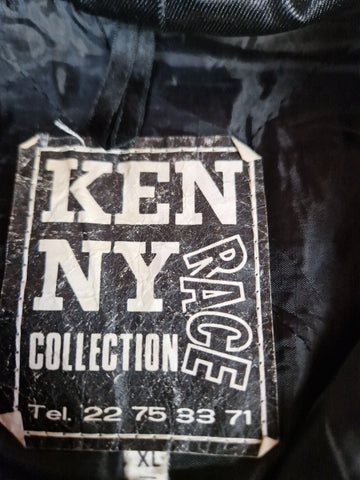 KEN
NY
RACE
COLLECTION
Tel. 22 75 33 71
XL